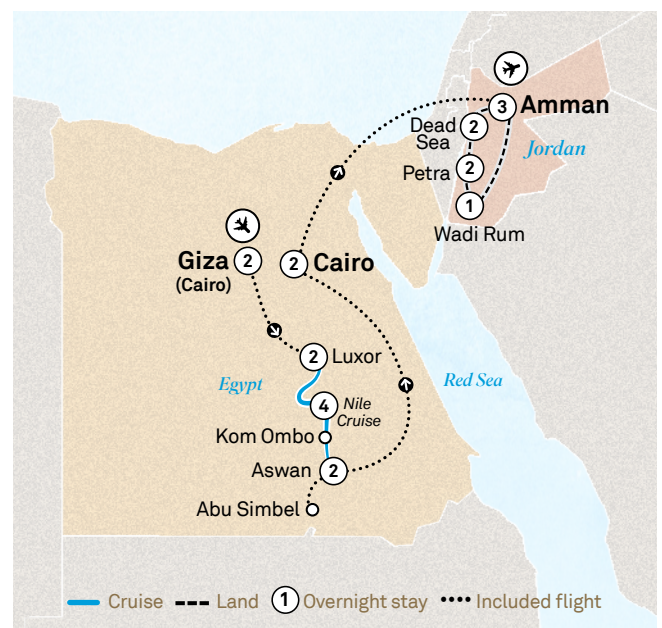 3 Amman
Dead
Sea
2
Jordan
Petra
2
1
Wadi Rum
Giza
2
(Cairo)
2 Cairo
2 Luxor
Egypt
Red Sea
4
Nile
Cruise
Kom Ombo
Aswan
2
Abu Simbel
Cruise Land 1 Overnight stay Included flight